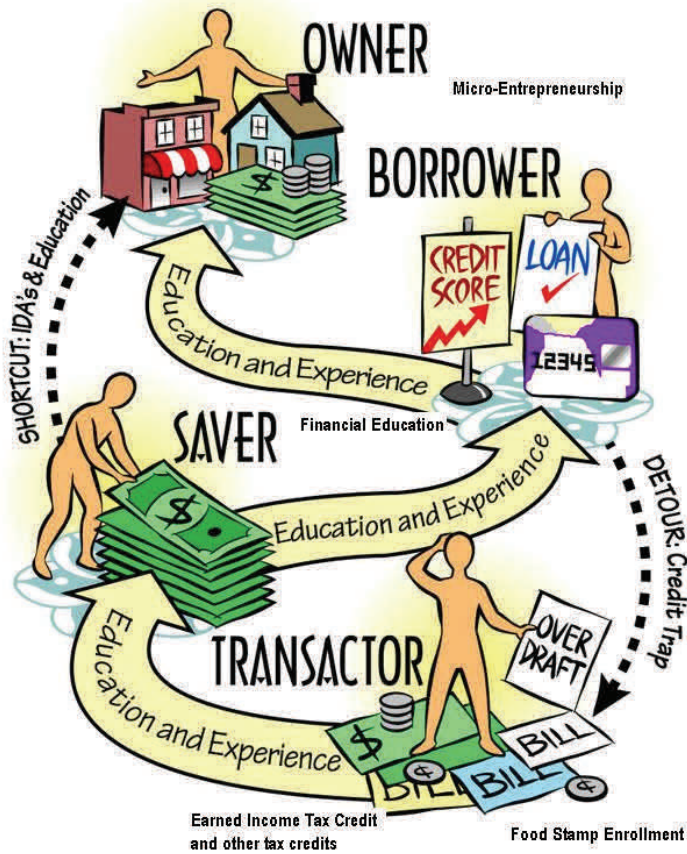 OWNER
Micro-Entrepreneurship
BORROWER
CREDIT
SCORE
LOAN
12345
SHORTCUT: IDA's & Education
Education and Experience
SAVER
Financial Education
Education and Experience
DETOUR: Credit Trap
TRANSACTOR
OVER
DRAFT
Education and Experience
$
$
$
BILL
BILL
BILL
¢
¢
Earned Income Tax Credit
and other tax credits
Food Stamp Enrollment